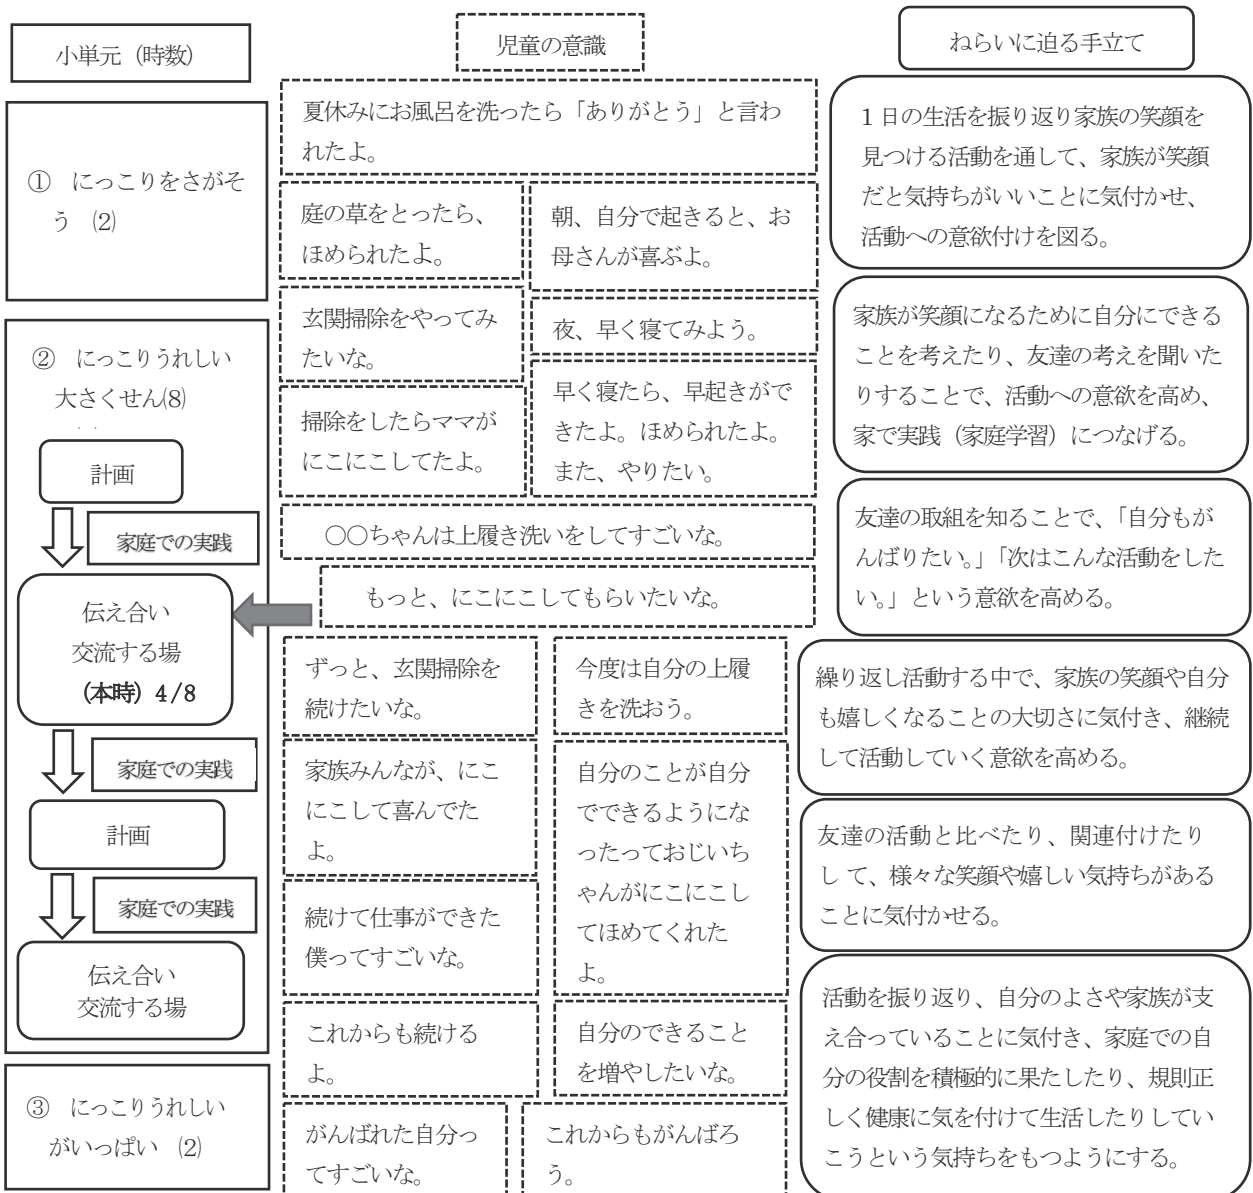 小単元（時数）
① にっこりをさがそ
う (2)
② にっこりうれしい
大さくせん(8)
計画
家庭での実践
伝え合い
交流する場
（本時）4/8
家庭での実践
計画
家庭での実践
伝え合い
交流する場
③ にっこりうれしい
がいっぱい (2)
児童の意識
夏休みにお風呂を洗ったら「ありがとう」と言わ
れたよ。
庭の草をとったら、
ほめられたよ。
朝、自分で起きると、お
母さんが喜ぶよ。
玄関掃除をやってみ
たいな。
夜、早く寝てみよう。
掃除をしたらママが
にこにこしてたよ。
早く寝たら、早起きがで
きたよ。ほめられたよ。
また、やりたい。
○○ちゃんは上履き洗いをしてすごいな。
もっと、にこにこしてもらいたいな。
ずっと、玄関掃除を
続けたいな。
今度は自分の上履
きを洗おう。
家族みんなが、にこ
にこして喜んでた
よ。
自分のことが自分
でできるようにな
ったっておじいち
ゃんがにこにこし
てほめてくれた
よ。
続けて仕事ができた
僕ってすごいな。
これからも続ける
よ。
自分のできること
を増やしたいな。
がんばれた自分っ
てすごいな。
これからもがんばろ
う。
ねらいに迫る手立て
1日の生活を振り返り家族の笑顔を
見つける活動を通して、家族が笑顔
だと気持ちがいいことに気付かせ、
活動への意欲付けを図る。
家族が笑顔になるために自分にできる
ことを考えたり、友達の考えを聞いた
りすることで、活動への意欲を高め、
家で実践（家庭学習）につなげる。
友達の取組を知ることで、「自分もが
んばりたい。」「次はこんな活動をした
い。」という意欲を高める。
繰り返し活動する中で、家族の笑顔や自分
も嬉しくなることの大切さに気付き、継続
して活動していく意欲を高める。
友達の活動と比べたり、関連付けたり
し て、様々な笑顔や嬉しい気持ちがある
ことに気付かせる。
活動を振り返り、自分のよさや家族が支
え合っていることに気付き、家庭での自
分の役割を積極的に果たしたり、規則正
しく健康に気を付けて生活したりしてい
こうという気持ちをもつようにする。